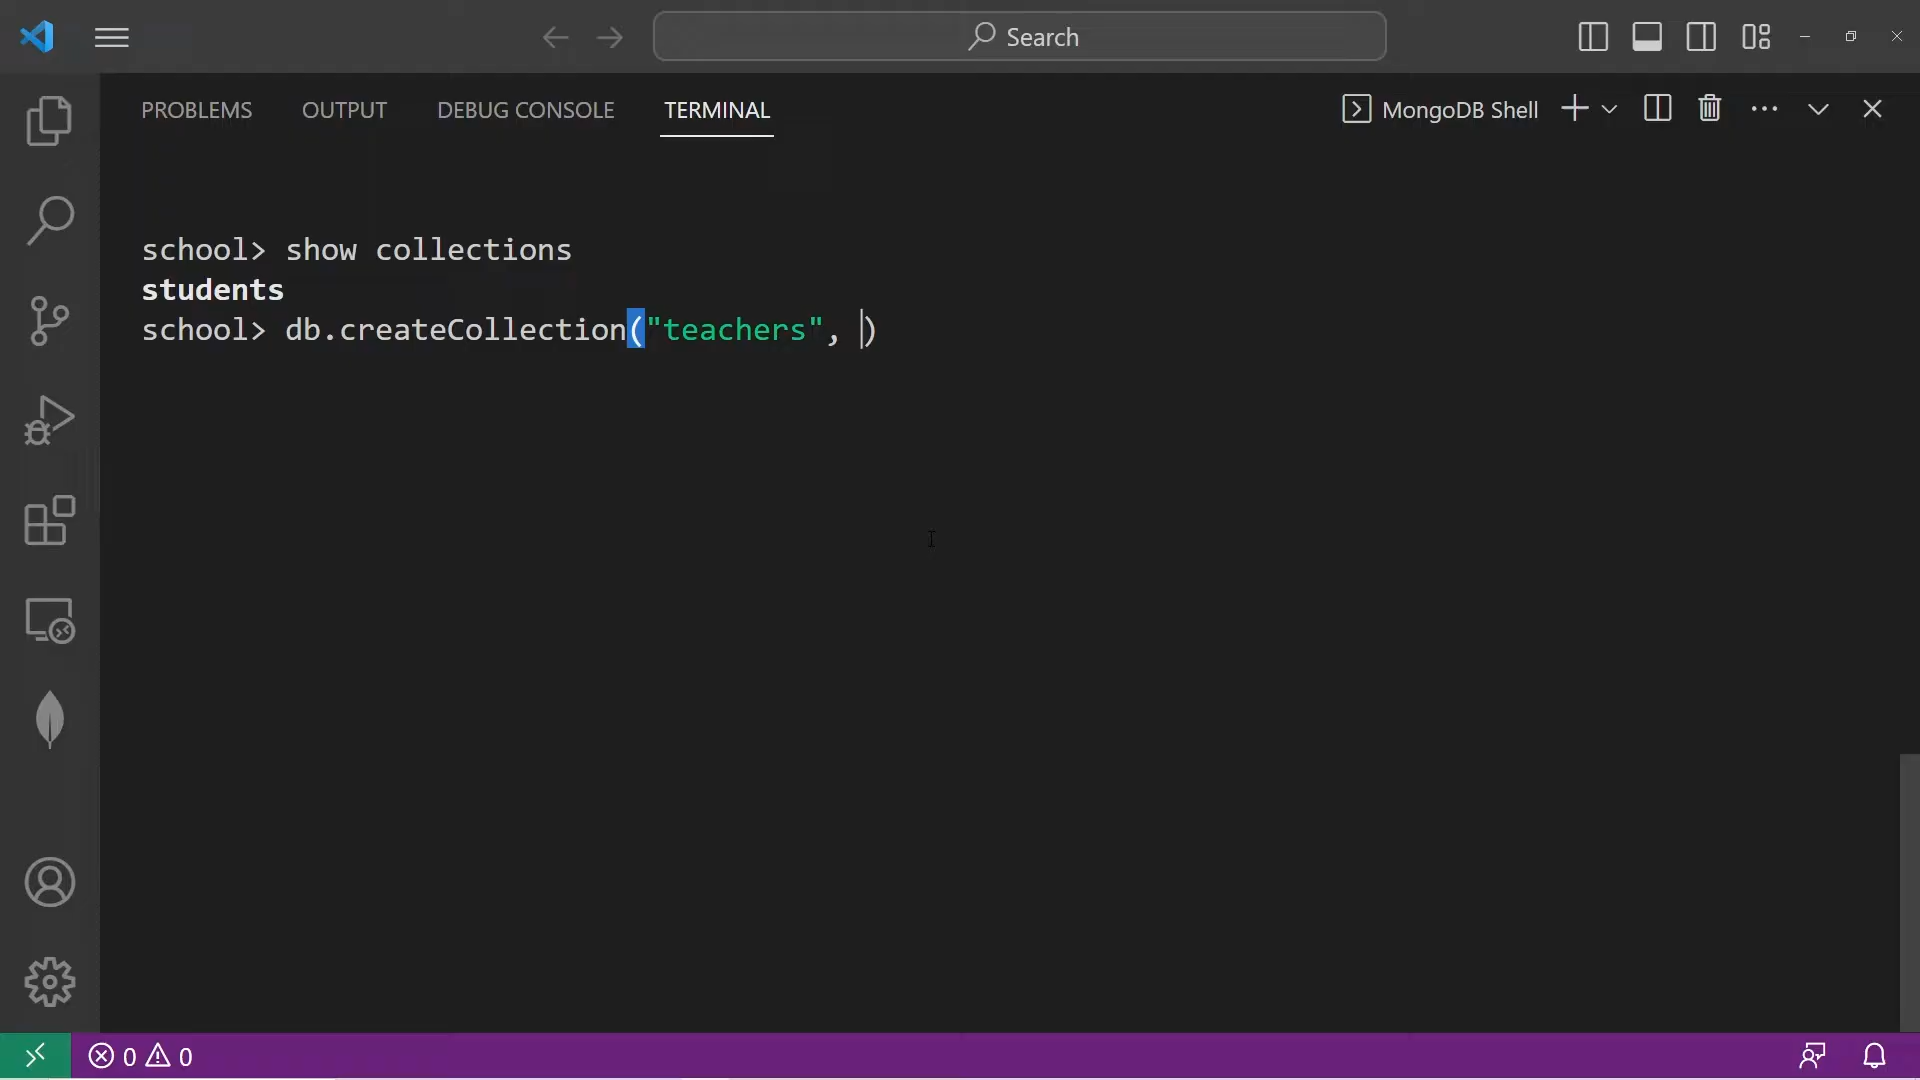 Search
PROBLEMS OUTPUT DEBUG CONSOLE TERMINAL MongoDB Shell
school> show collections
students
school> db.createCollection("teachers", )
0 0